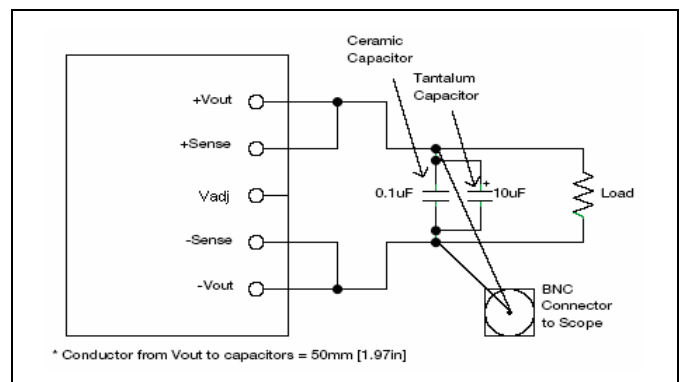 Ceramic
Capacitor
Tantalum
Capacitor
+Vout
+Sense
Vadj
-Sense
-Vout
0.1uF
+
10uF
Load
BNC
Connector
to Scope
* Conductor from Vout to capacitors = 50mm [1.97in]